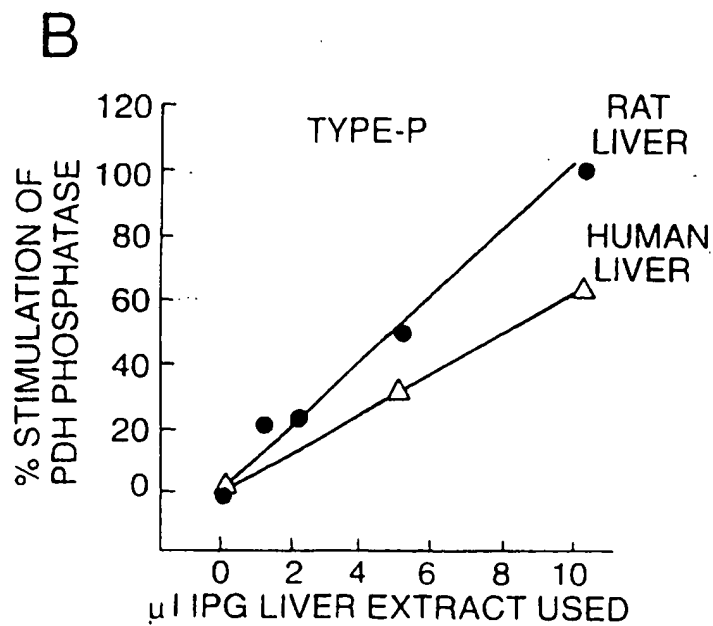 B
TYPE-P
RAT
LIVER
HUMAN
LIVER
% STIMULATION OF
PDH PHOSPHATASE
120
100
80
60
40
20
0
0 2 4 6 8 10
μl IPG LIVER EXTRACT USED